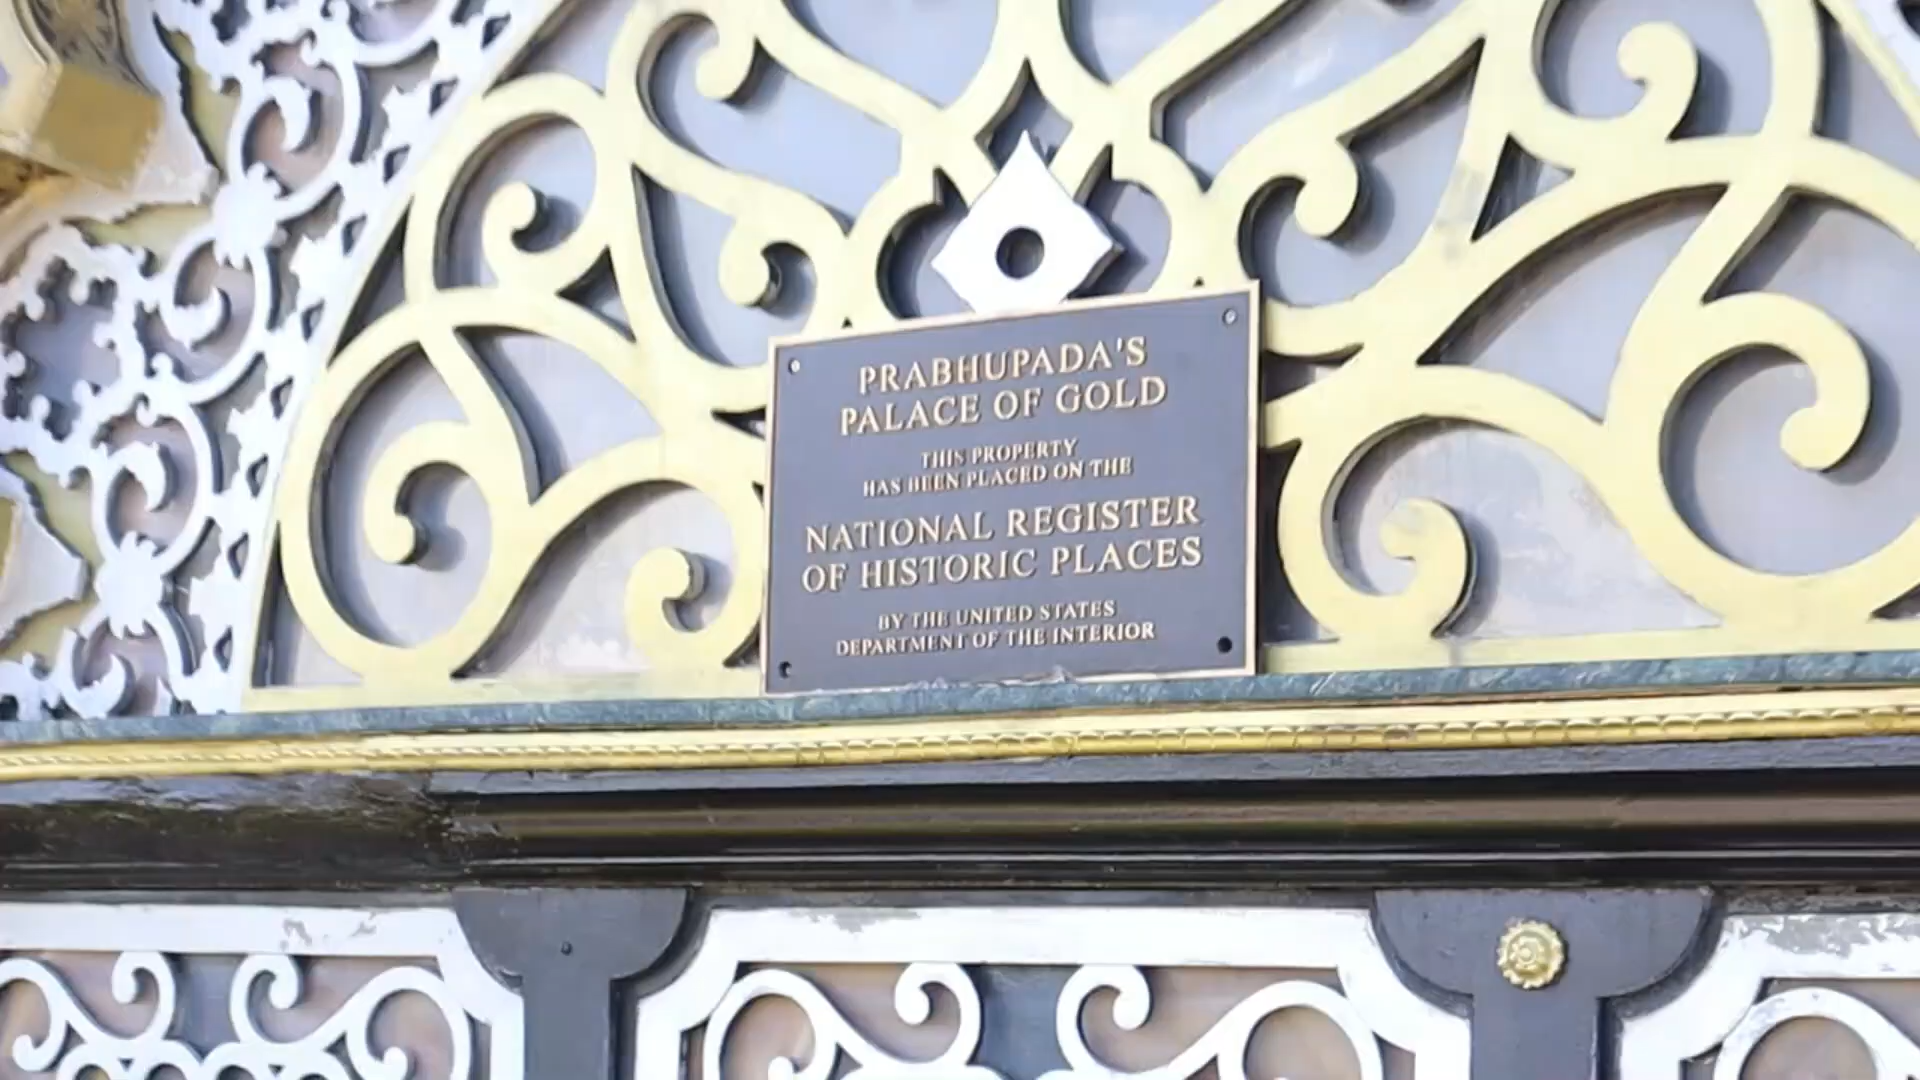 PRABHUPADA'S
PALACE OF GOLD
THIS PROPERTY
HAS BEEN PLACED ON THE
NATIONAL REGISTER
OF HISTORIC PLACES
BY THE UNITED STATES
DEPARTMENT OF THE INTERIOR